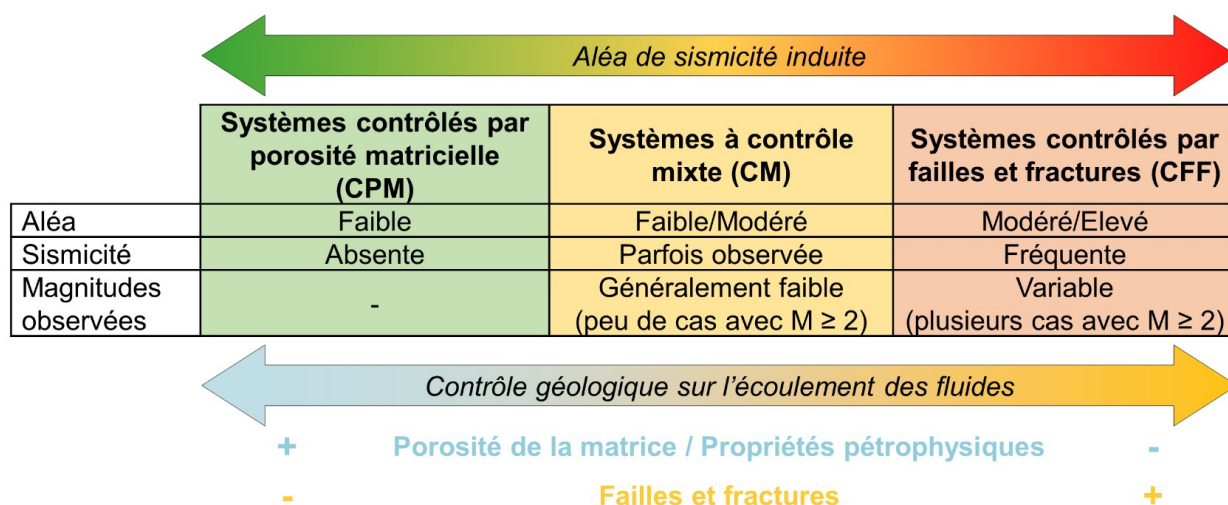 Aléa de sismicité induite
Systèmes contrôlés par
porosité matricielle
(CPM)
Systèmes à contrôle
mixte (CM)
Systèmes contrôlés par
failles et fractures (CFF)
Aléa
Faible
Faible/Modéré
Modéré/Elevé
Sismicité
Absente
Parfois observée
Fréquente
Magnitudes
observées
-
Généralement faible
(peu de cas avec M ≥ 2)
Variable
(plusieurs cas avec M ≥ 2)
Contrôle géologique sur l'écoulement des fluides
+ Porosité de la matrice / Propriétés pétrophysiques -
- Failles et fractures +